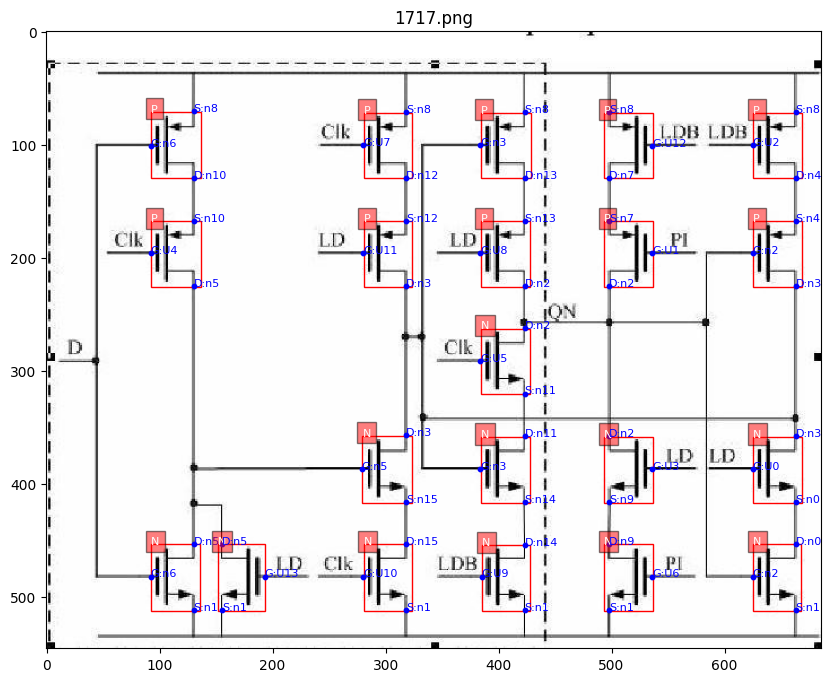 1717.png
0
P S:n8 P S:n8 P S:n8 P S:n8 P S:n8
100 G:n6 Clk G:U7 G:n3 G:U12 LDB LDB G:U2
D:n10 D:n12 D:n13 D:n7 D:n4
P S:n10 P S:n12 P S:n13 P S:n7 P S:n4
200 Clk G:U4 LD G:U11 LD G:U8 G:U1 PI G:n2
D:n5 D:n3 D:n2 D:n2 D:n3
N D:n2 QN
300 D Clk G:U5
S:n11
N D:n3 N D:n11 N D:n2 N D:n3
400 G:n5 G:n3 G:U3 LD LD G:U0
S:n15 S:n14 S:n9 S:n0
N D:n5 N D:n5 N D:n15 N D:n14 N D:n9 N D:n0
500 G:n6 G:U13 LD Clk G:U10 LDB G:U9 G:U6 PI G:n2
S:n1 S:n1 S:n1 S:n1 S:n1 S:n1
0 100 200 300 400 500 600